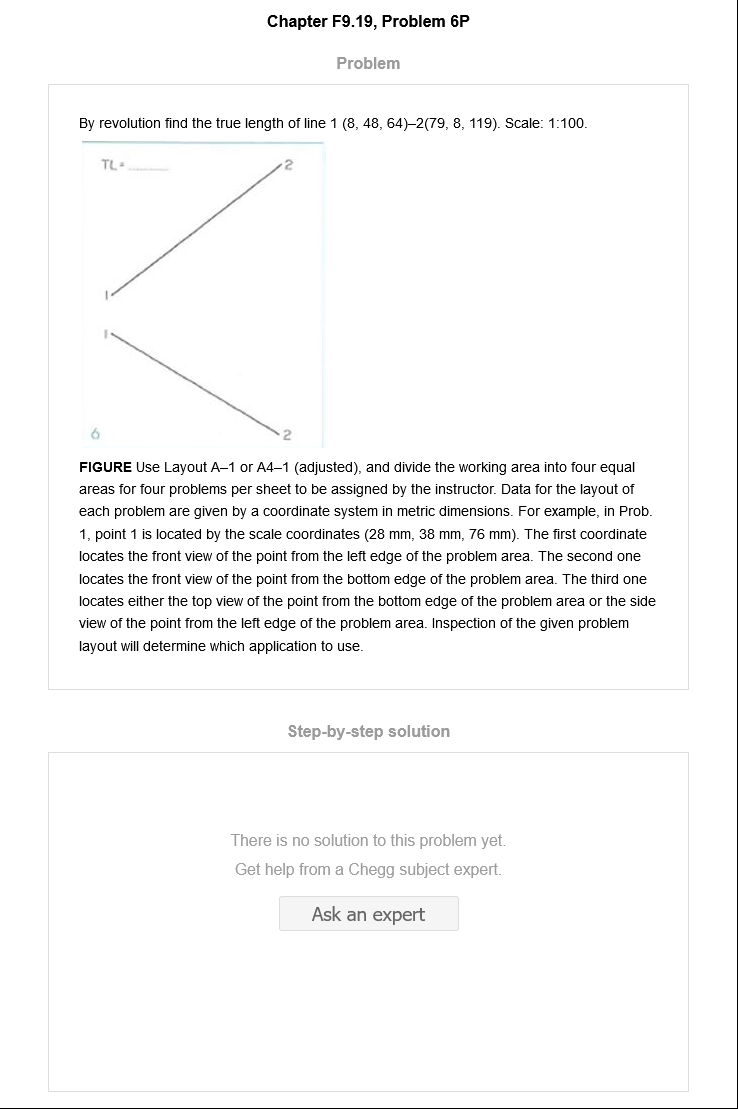 Chapter F9.19, Problem 6P
Problem
By revolution find the true length of line 1 (8, 48, 64)–2(79, 8, 119). Scale: 1:100.
TL = ______
2
1
1
2
6
FIGURE Use Layout A–1 or A4–1 (adjusted), and divide the working area into four equal
areas for four problems per sheet to be assigned by the instructor. Data for the layout of
each problem are given by a coordinate system in metric dimensions. For example, in Prob.
1, point 1 is located by the scale coordinates (28 mm, 38 mm, 76 mm). The first coordinate
locates the front view of the point from the left edge of the problem area. The second one
locates the front view of the point from the bottom edge of the problem area. The third one
locates either the top view of the point from the bottom edge of the problem area or the side
view of the point from the left edge of the problem area. Inspection of the given problem
layout will determine which application to use.
Step-by-step solution
There is no solution to this problem yet.
Get help from a Chegg subject expert.
Ask an expert